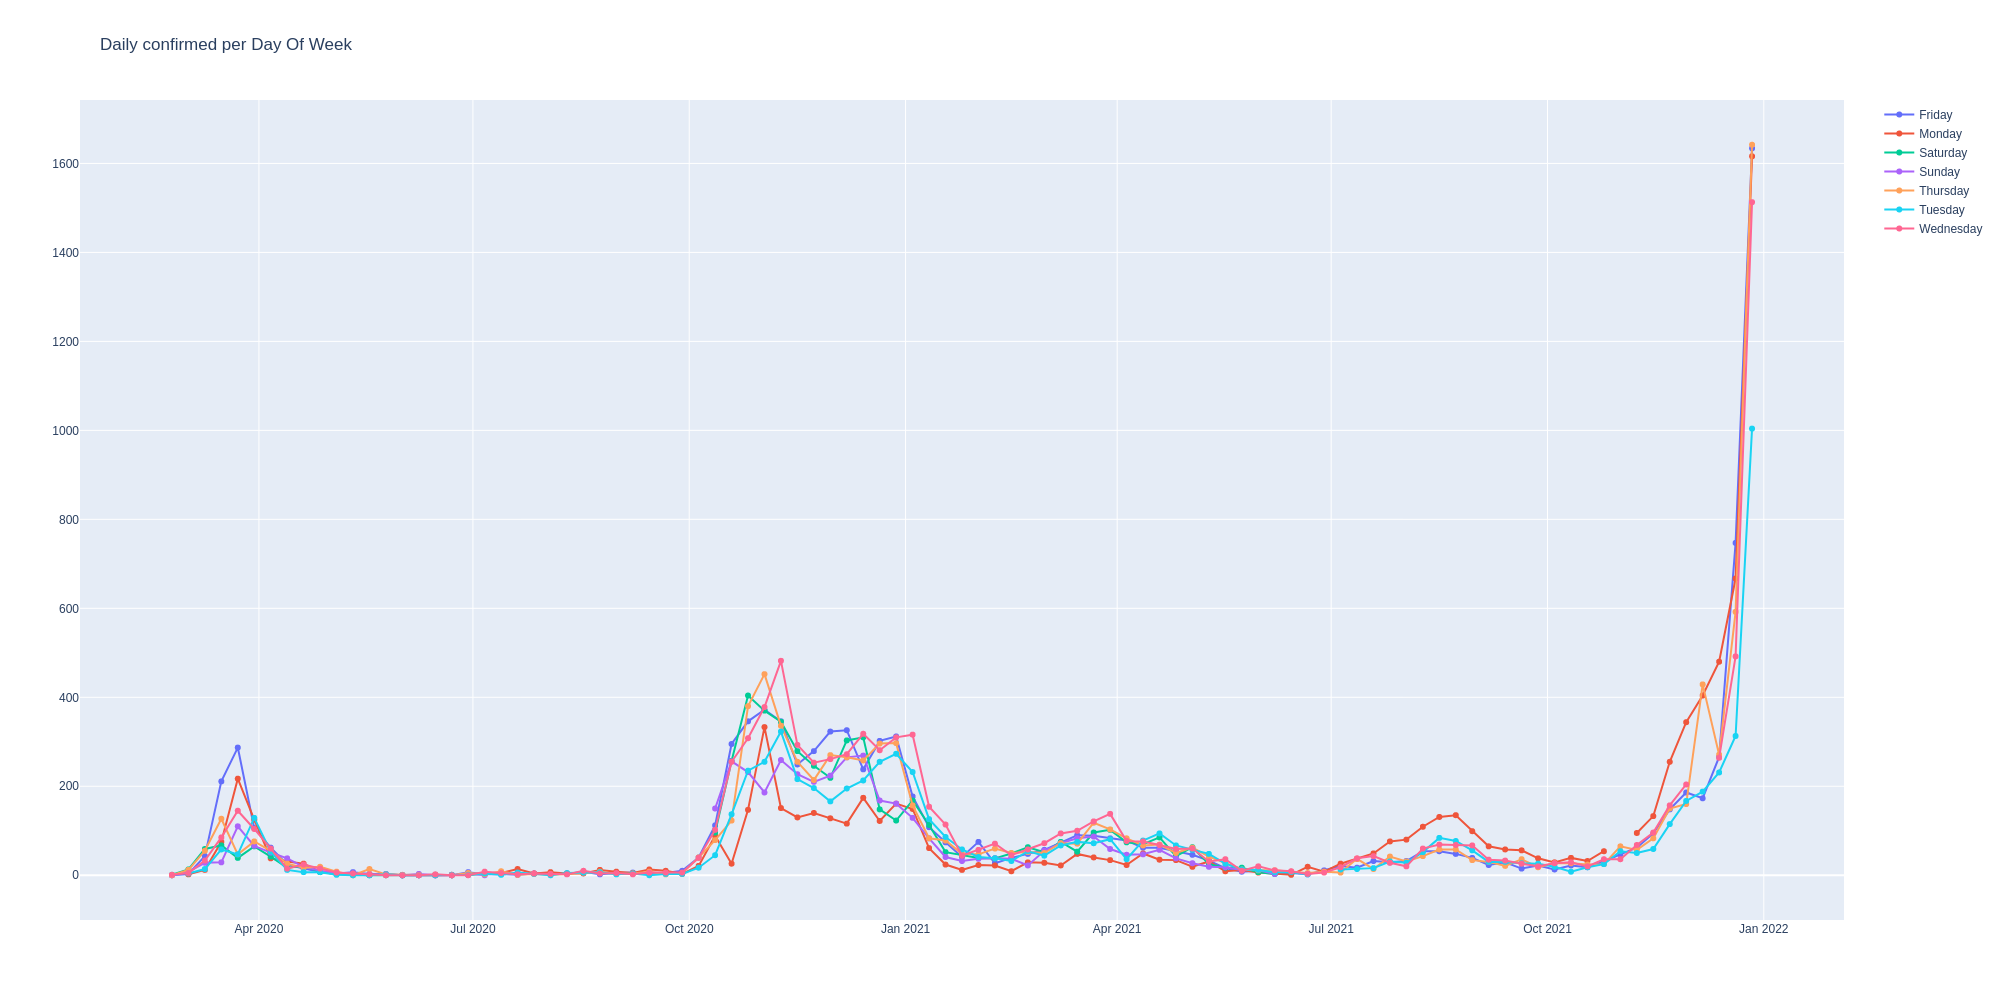 Daily confirmed per Day Of Week
Friday
Monday
Saturday
Sunday
Thursday
Tuesday
Wednesday
1600
1400
1200
1000
800
600
400
200
0
Apr 2020 Jul 2020 Oct 2020 Jan 2021 Apr 2021 Jul 2021 Oct 2021 Jan 2022